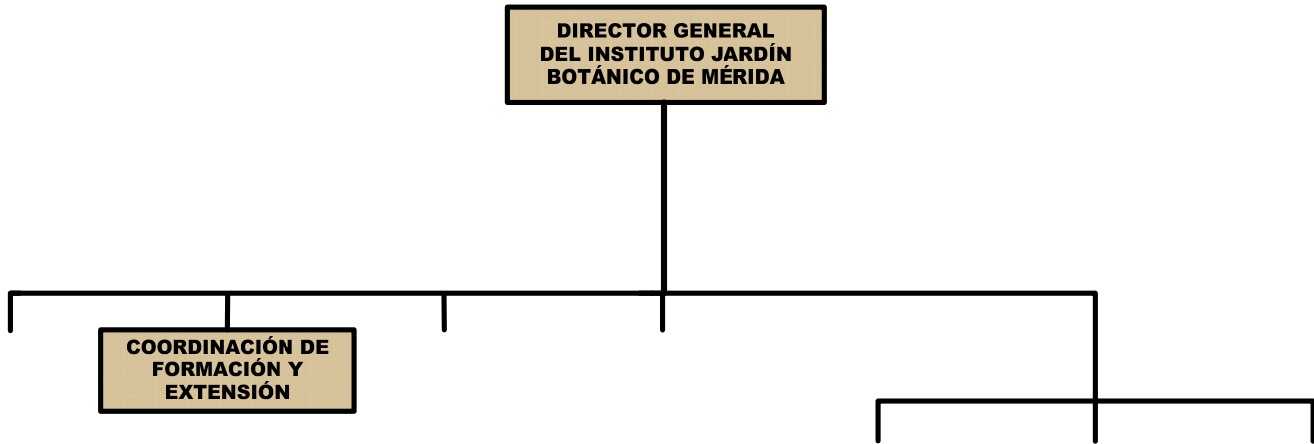 DIRECTOR GENERAL
DEL INSTITUTO JARDÍN
BOTÁNICO DE MÉRIDA
COORDINACIÓN DE
FORMACIÓN Y
EXTENSIÓN